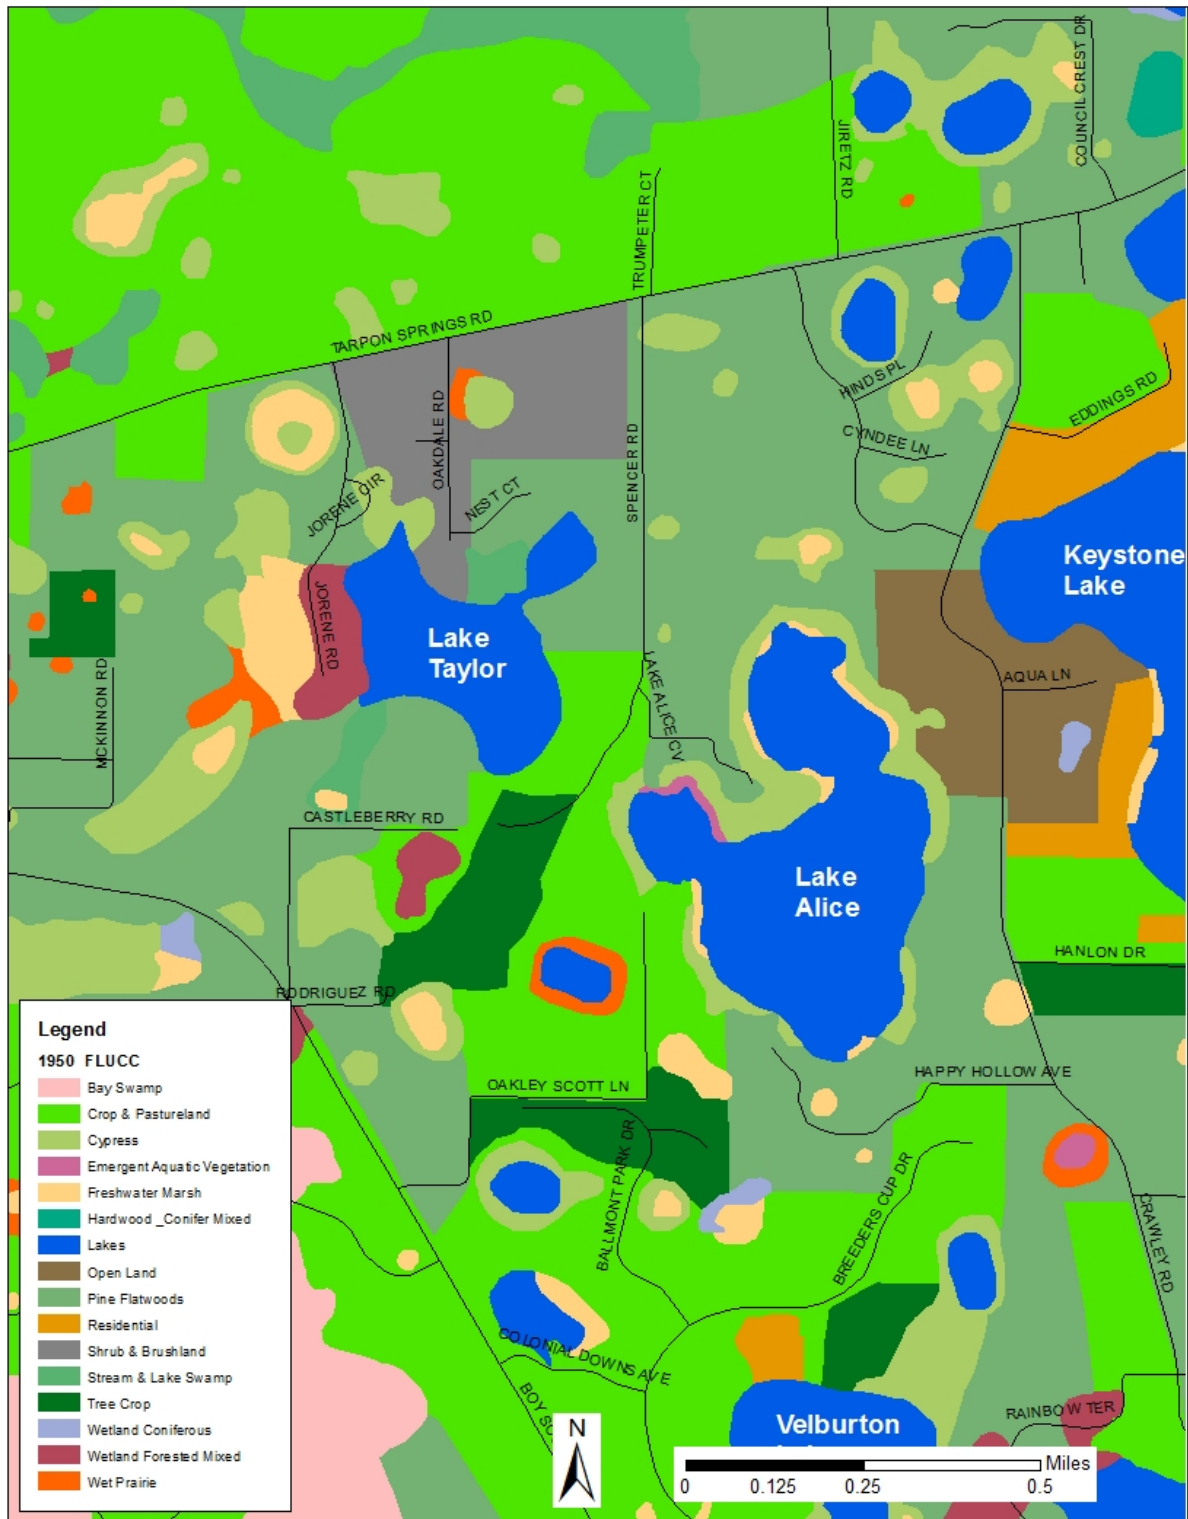 COUNCILCREST DR
JIRETZ RD
TRUMPETER CT
TARPON SPRINGS RD
HINDS PL
EDDINGS RD
OAKDALE RD
CYNDEE LN
SPENCER RD
NEST CT
JORENE CIR
Keystone
Lake
JORENE RD
Lake
Taylor
LAKE ALICE CV
AQUA LN
MCKINNON RD
CASTLEBERRY RD
Lake
Alice
HANLON DR
RODRIGUEZ RD
HAPPY HOLLOW AVE
OAKLEY SCOTT LN
BALLMONT PARK DR
BREEDERS CUP DR
CRAWLEY RD
COLONIAL DOWNS AVE
RAINBOW TER
Velburton
Legend
1950 FLUCC
Bay Swamp
Crop & Pastureland
Cypress
Emergent Aquatic Vegetation
Freshwater Marsh
Hardwood _Conifer Mixed
Lakes
Open Land
Pine Flatwoods
Residential
Shrub & Brushland
Stream & Lake Swamp
Tree Crop
Wetland Coniferous
Wetland Forested Mixed
Wet Prairie
N
Miles
0 0.125 0.25 0.5